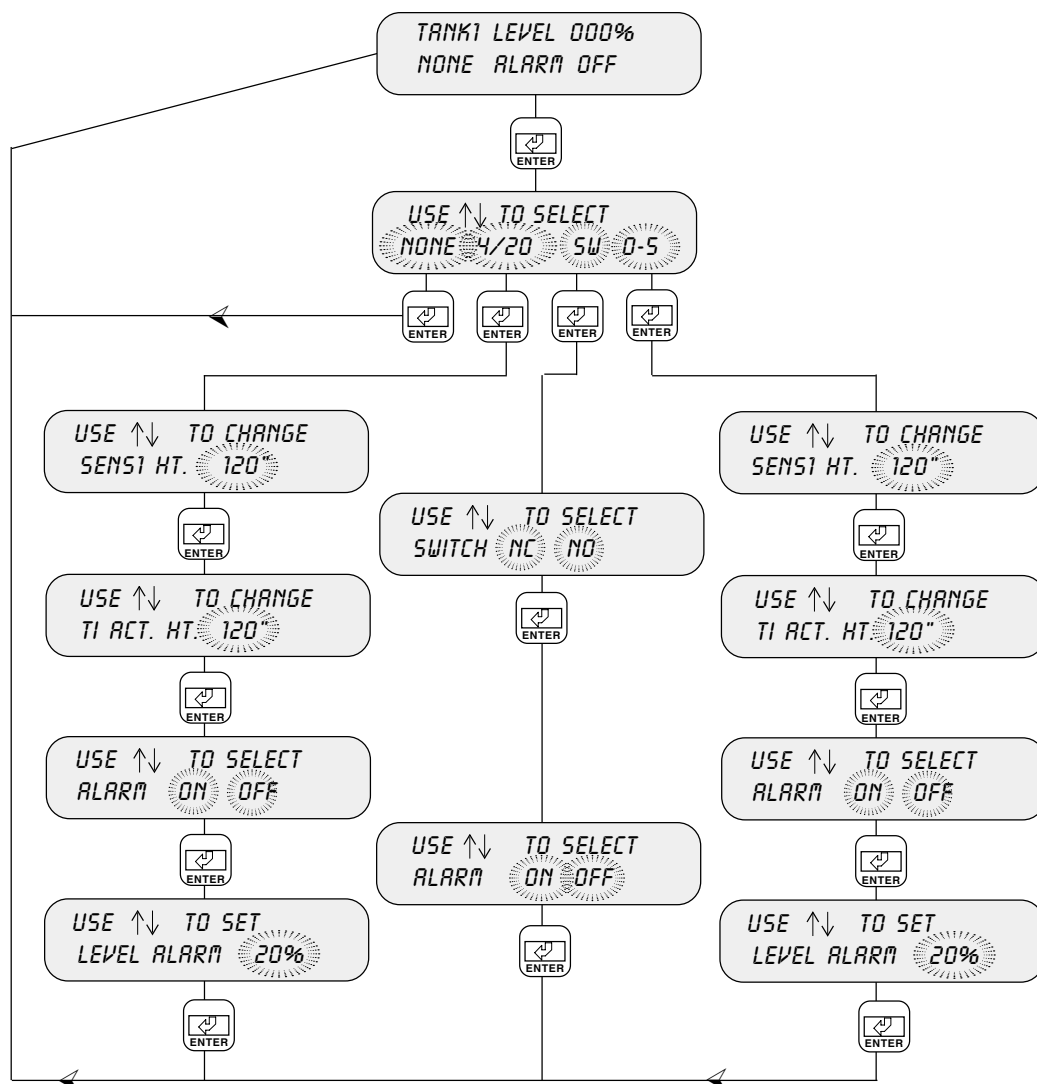 TANK1 LEVEL 000%
NONE ALARM OFF
ENTER
USE ↑↓ TO SELECT
NONE 4/20 SW 0-5
ENTER ENTER ENTER ENTER
USE ↑↓ TO CHANGE
SENS1 HT. 120"
ENTER
USE ↑↓ TO CHANGE
T1 ACT. HT. 120"
ENTER
USE ↑↓ TO SELECT
ALARM ON OFF
ENTER
USE ↑↓ TO SET
LEVEL ALARM 20%
ENTER
USE ↑↓ TO SELECT
SWITCH NC NO
ENTER
USE ↑↓ TO SELECT
ALARM ON OFF
ENTER
USE ↑↓ TO CHANGE
SENS1 HT. 120"
ENTER
USE ↑↓ TO CHANGE
T1 ACT. HT. 120"
ENTER
USE ↑↓ TO SELECT
ALARM ON OFF
ENTER
USE ↑↓ TO SET
LEVEL ALARM 20%
ENTER